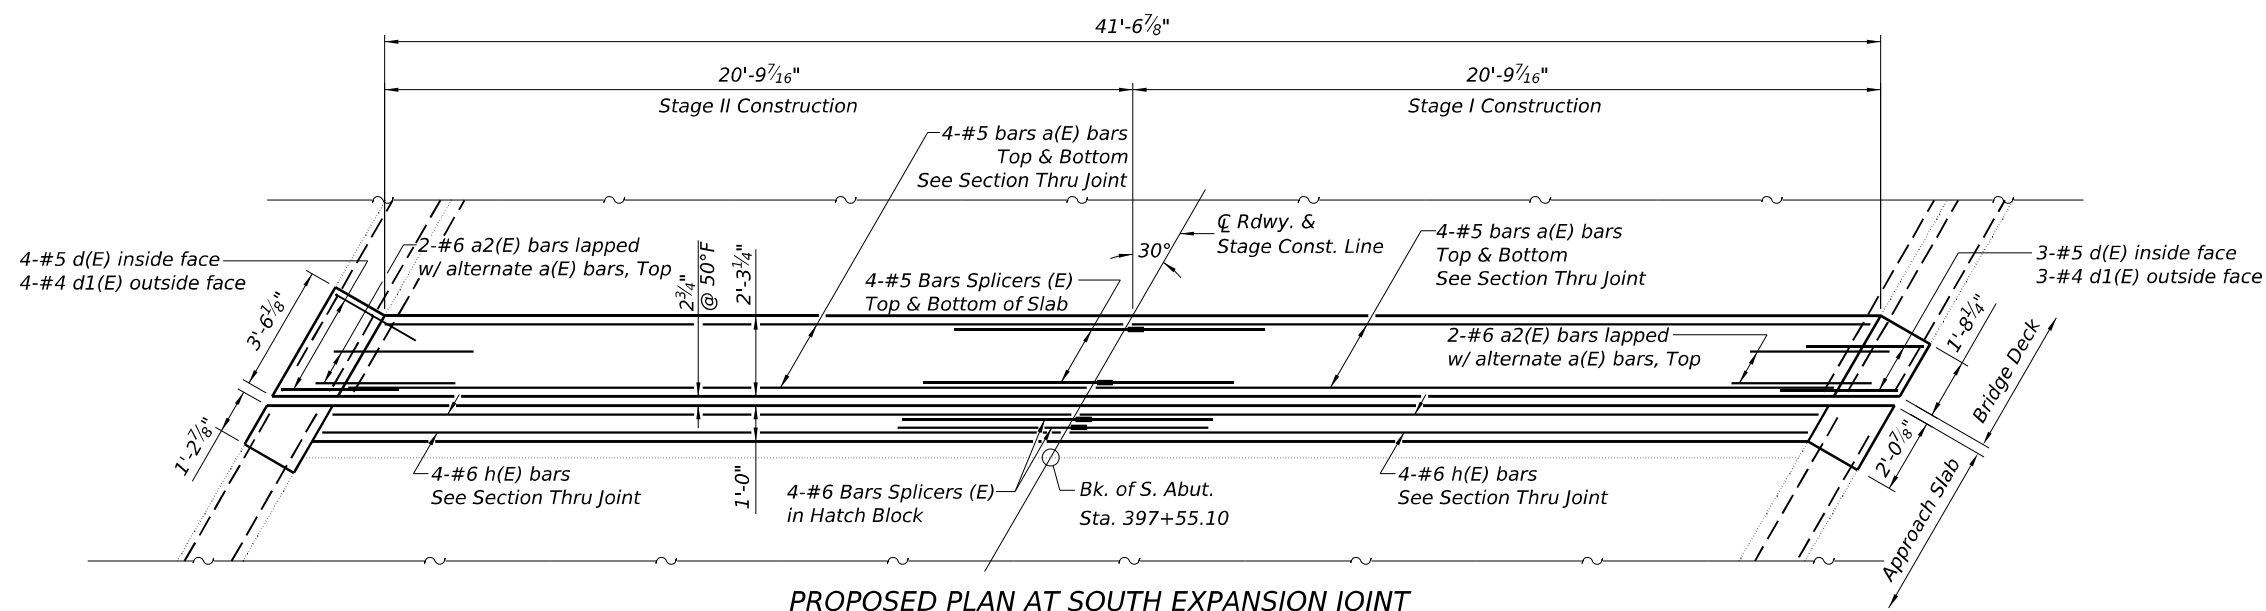 41'-6⅞"
20'-9⁷⁄₁₆"
20'-9⁷⁄₁₆"
Stage II Construction
Stage I Construction
4-#5 bars a(E) bars
Top & Bottom
See Section Thru Joint
℄ Rdwy. &
Stage Const. Line
30°
4-#5 bars a(E) bars
Top & Bottom
See Section Thru Joint
4-#5 d(E) inside face
4-#4 d1(E) outside face
2-#6 a2(E) bars lapped
w/ alternate a(E) bars, Top
3-#5 d(E) inside face
3-#4 d1(E) outside face
2¾"
@ 50°F
2'-3¼"
4-#5 Bars Splicers (E)
Top & Bottom of Slab
3'-6⅛"
2-#6 a2(E) bars lapped
w/ alternate a(E) bars, Top
1'-8¼"
Bridge Deck
1'-2⅞"
4-#6 h(E) bars
See Section Thru Joint
1'-0"
4-#6 Bars Splicers (E)
in Hatch Block
Bk. of S. Abut.
Sta. 397+55.10
4-#6 h(E) bars
See Section Thru Joint
2'-0⅞"
Approach Slab
PROPOSED PLAN AT SOUTH EXPANSION JOINT